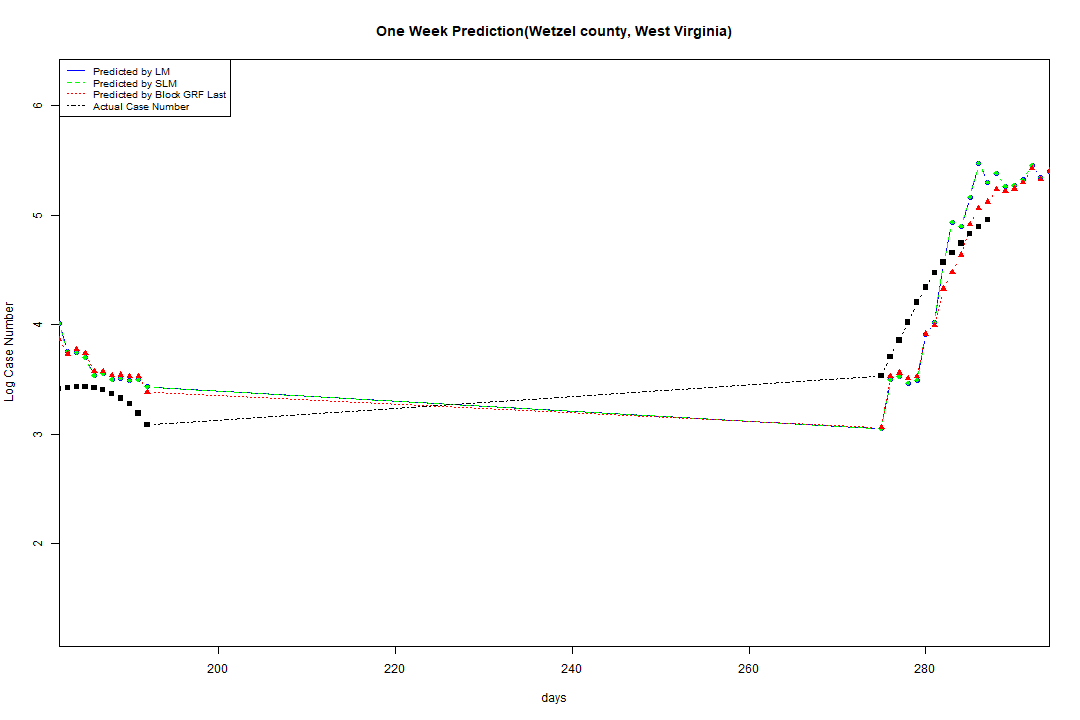 One Week Prediction(Wetzel county, West Virginia)
Predicted by LM
Predicted by SLM
Predicted by Block GRF Last
Actual Case Number
6
5
4
3
2
Log Case Number
200
220
240
260
280
days